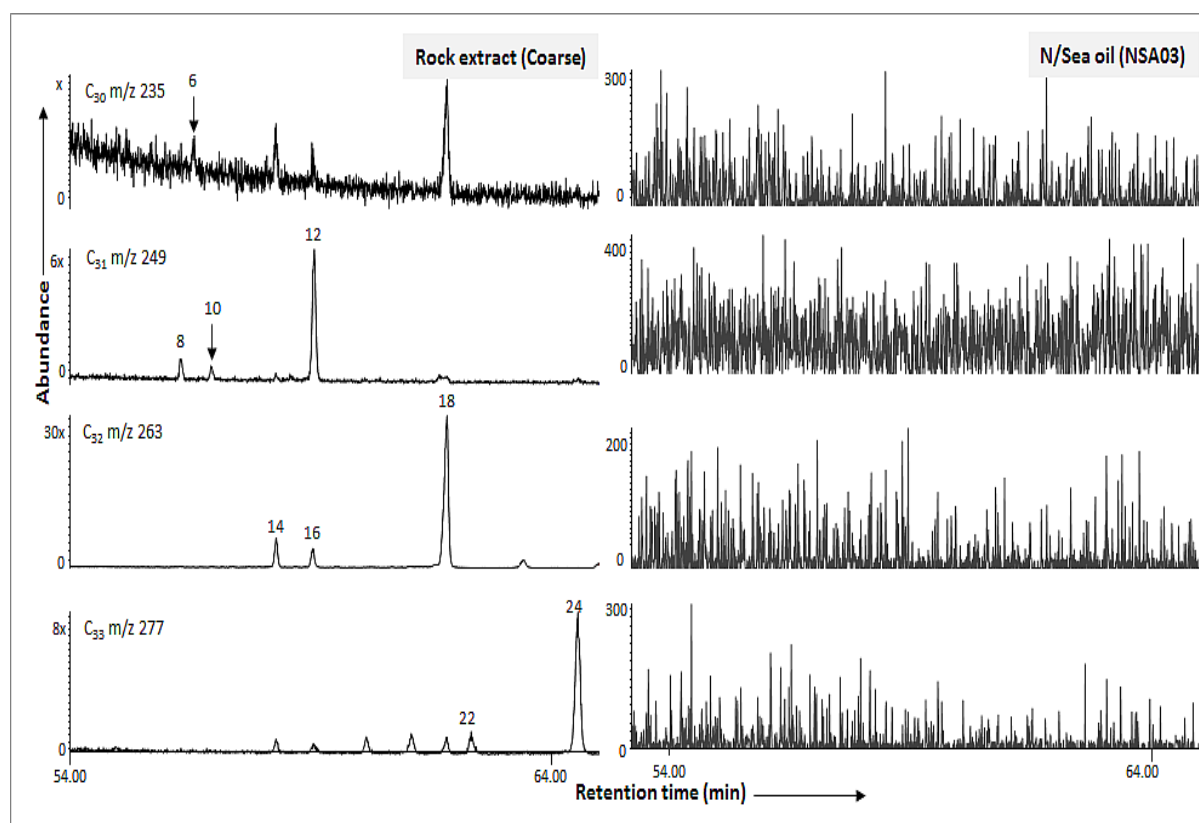 Rock extract (Coarse)
N/Sea oil (NSA03)
C₃₀ m/z 235
x
0
6
300
0
C₃₁ m/z 249
6x
0
8
10
12
400
0
C₃₂ m/z 263
30x
0
14
16
18
200
0
C₃₃ m/z 277
8x
0
22
24
300
0
54.00
64.00
54.00
64.00
Abundance
Retention time (min)